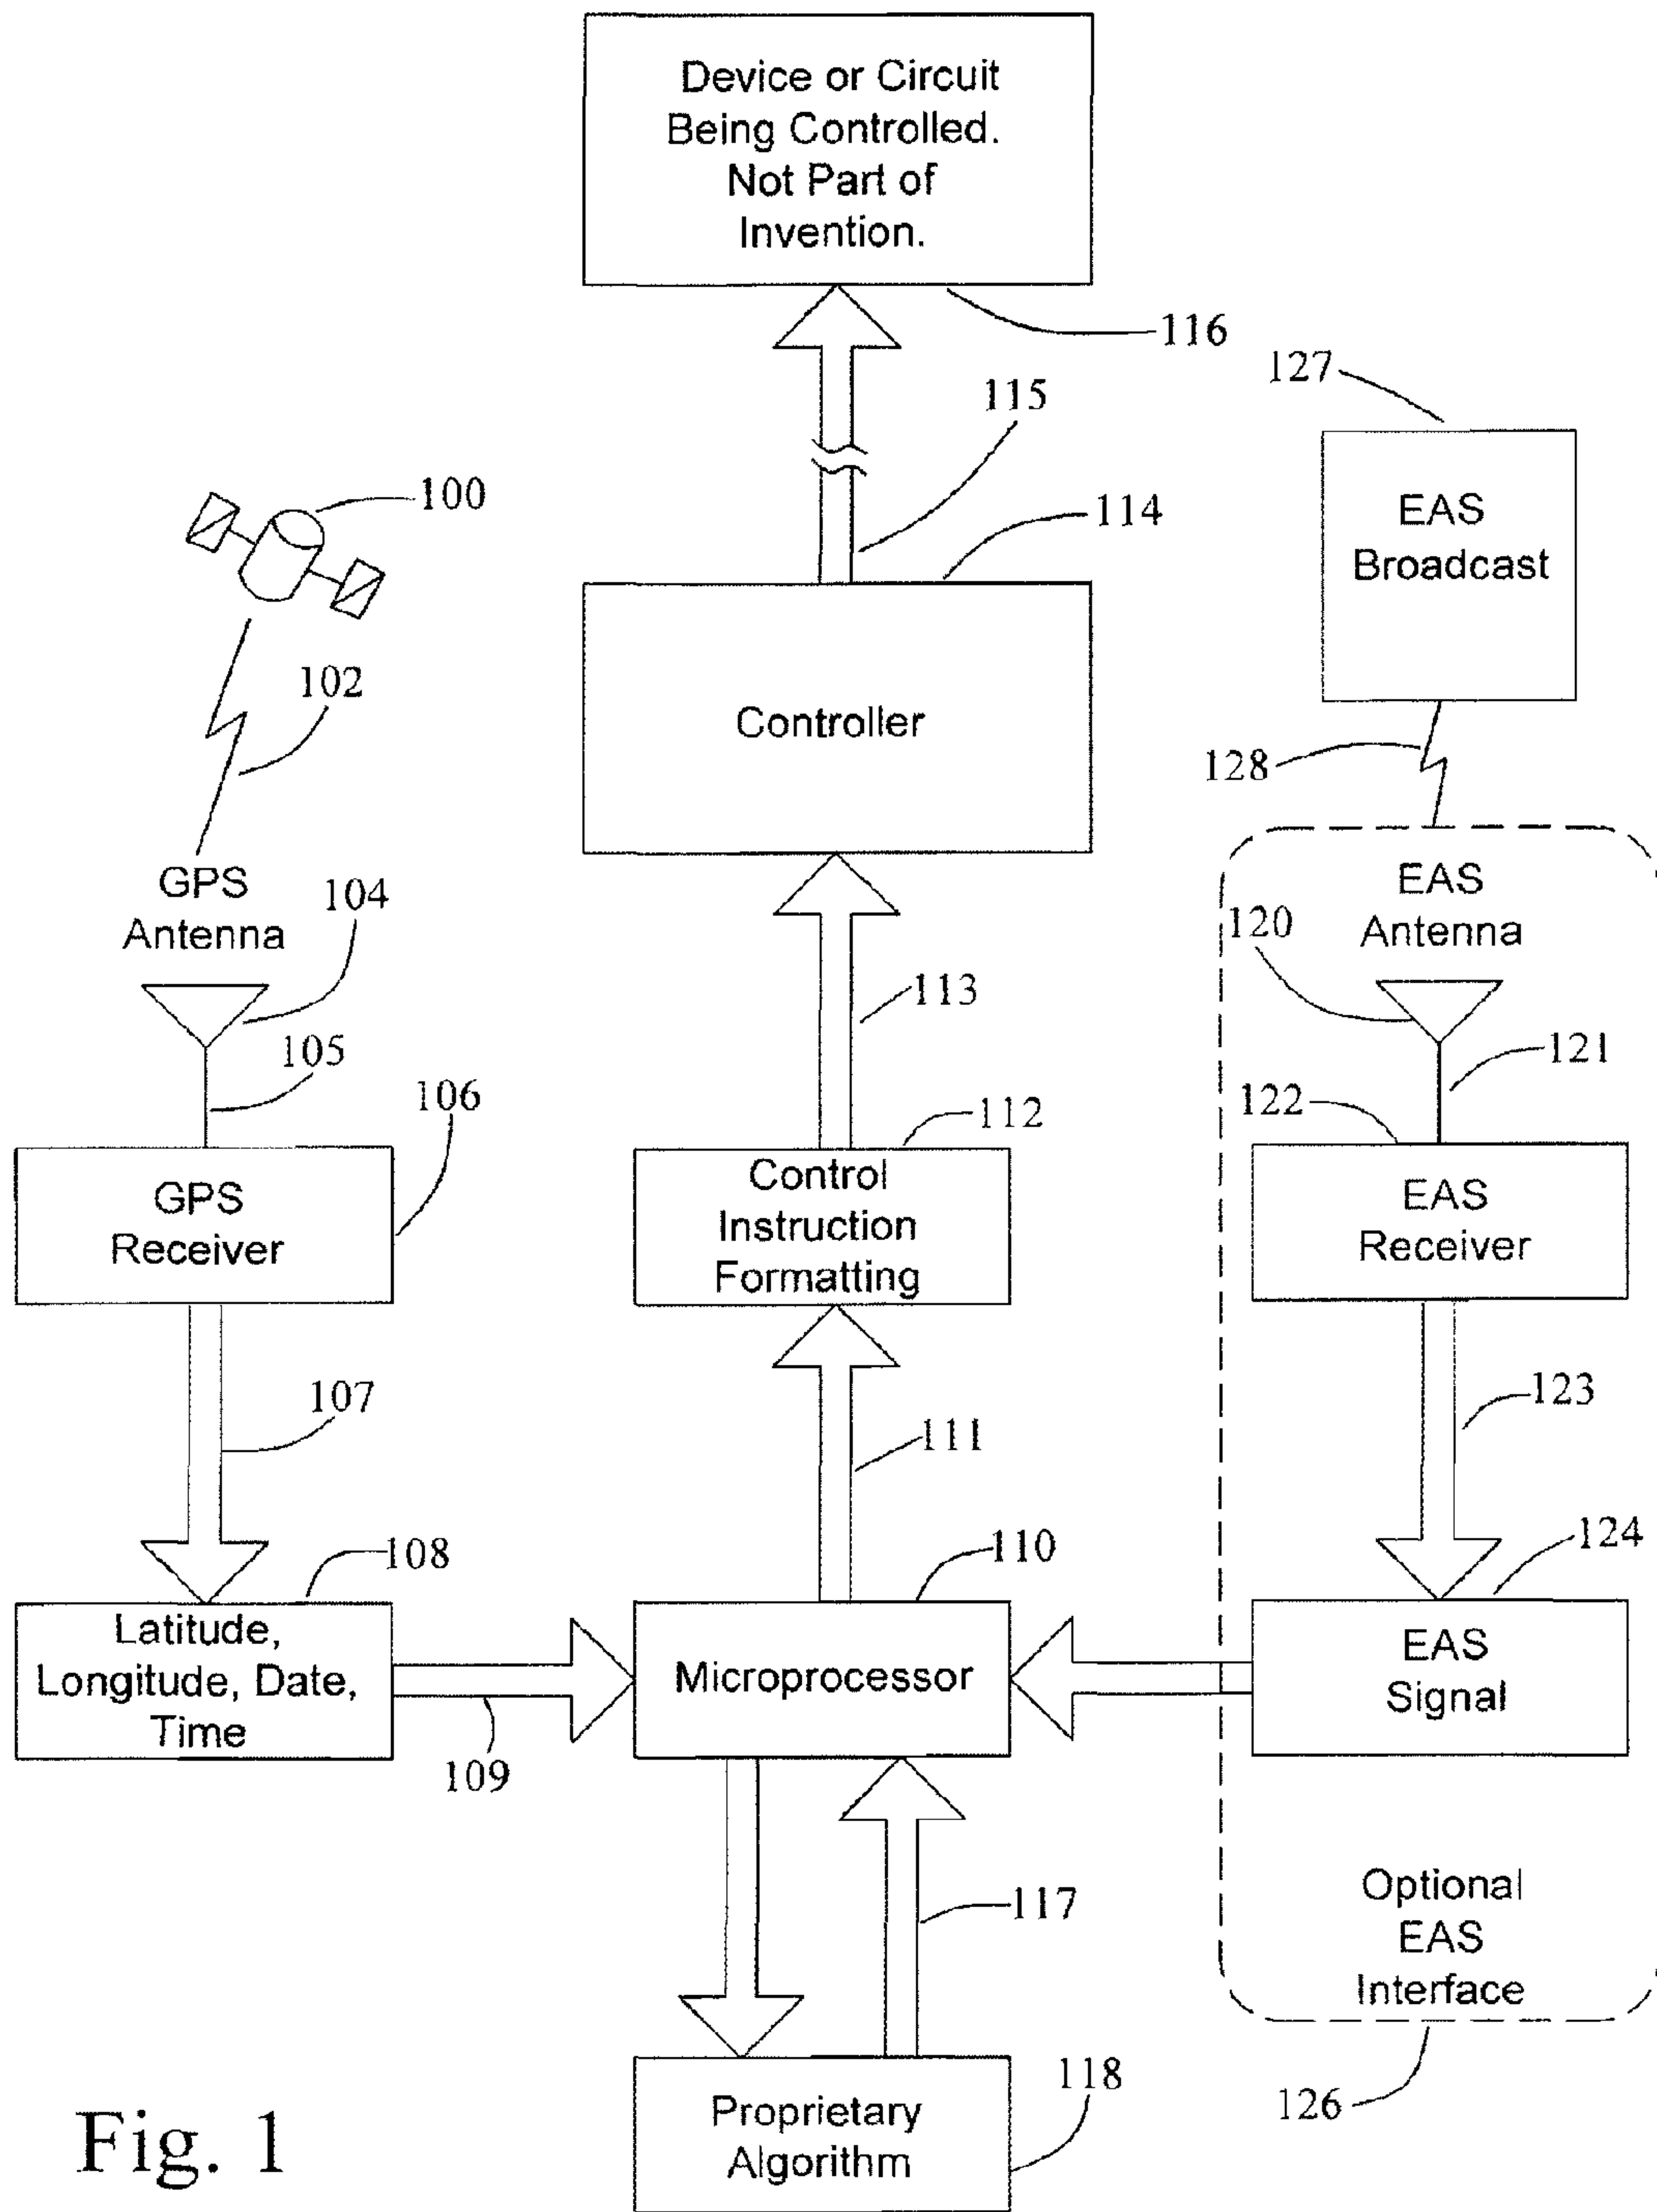 Device or Circuit
Being Controlled.
Not Part of
Invention.
116
127
115
100
114
EAS
Broadcast
102
Controller
128
GPS
Antenna
104
EAS
Antenna
120
113
105
121
106
112
122
GPS
Receiver
Control
Instruction
Formatting
EAS
Receiver
107
123
111
108
110
124
Latitude,
Longitude, Date,
Time
Microprocessor
EAS
Signal
109
117
Optional
EAS
Interface
118
126
Proprietary
Algorithm
Fig. 1